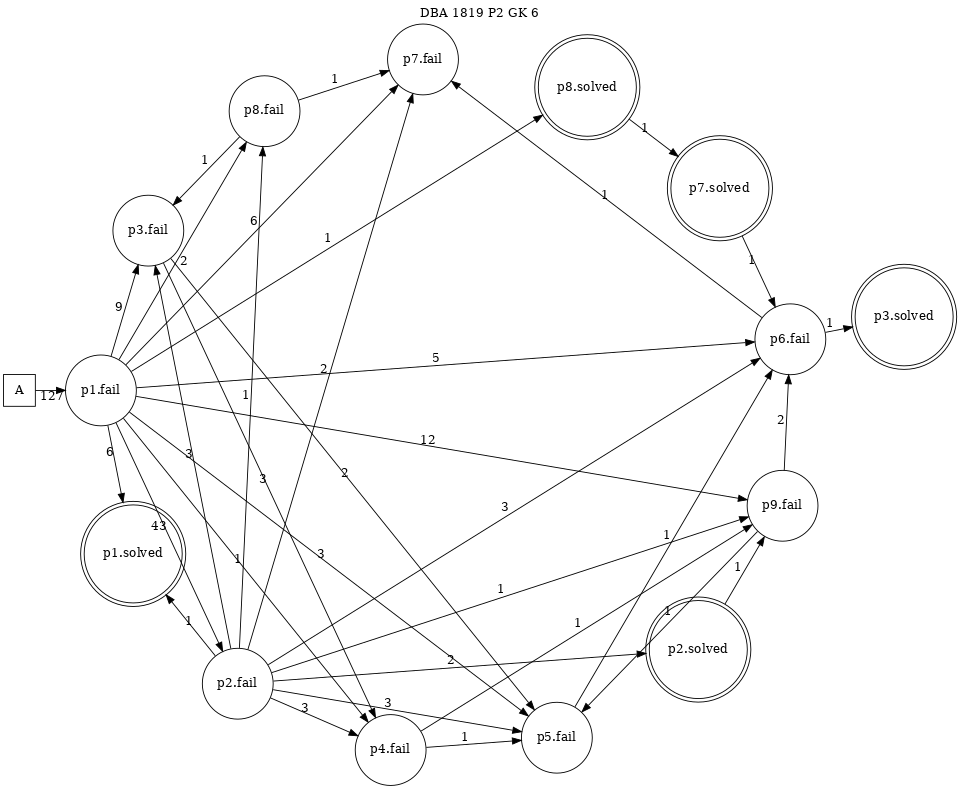 DBA 1819 P2 GK 6
p7.fail
p8.solved
1
p8.fail
1
1
p7.solved
1
p3.fail
6
1
2
1
9
p3.solved
1
p6.fail
2
5
A
127
p1.fail
1
2
12
6
3
3
2
p9.fail
3
43
p1.solved
1
3
1
1
1
1
1
1
p2.solved
2
p2.fail
3
3
1
p4.fail
p5.fail